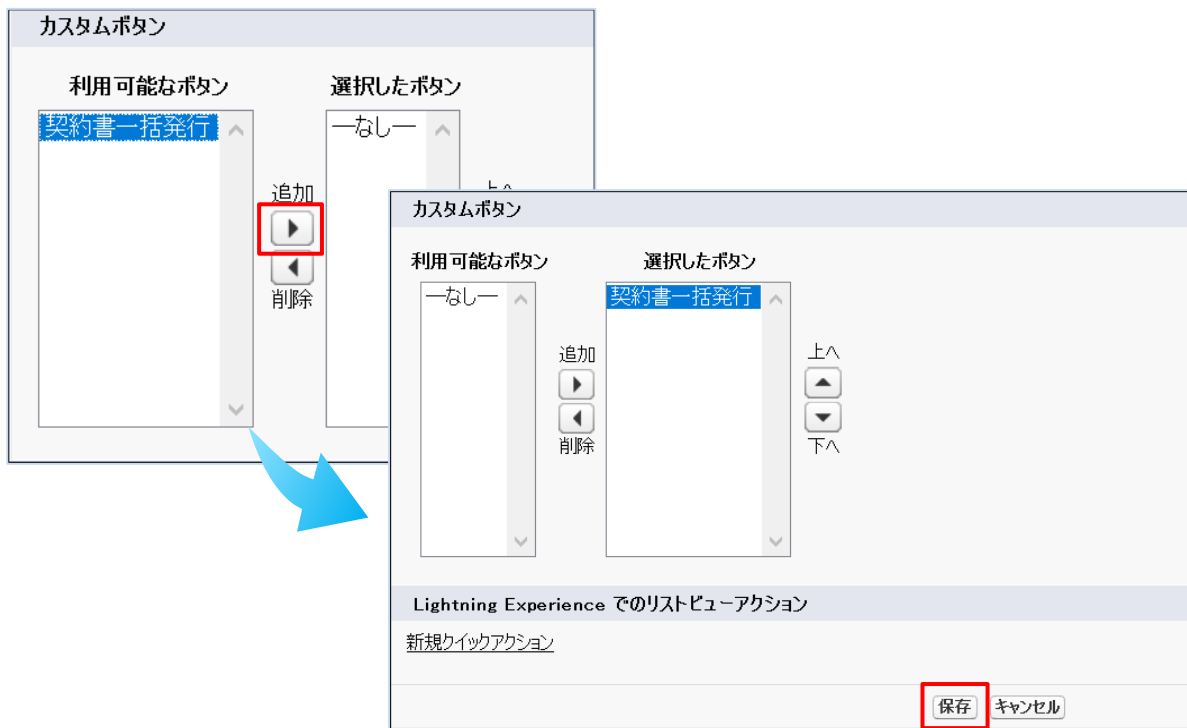 カスタムボタン
利用可能なボタン 選択したボタン
契約書一括発行 ―なし―
追加
削除
カスタムボタン
利用可能なボタン 選択したボタン
―なし― 契約書一括発行
追加 上へ
削除 下へ
Lightning Experience でのリストビューアクション
新規クイックアクション
保存 キャンセル